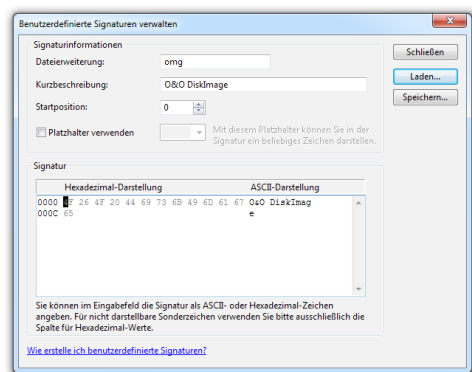 Benutzerdefinierte Signaturen verwalten
Signaturinformationen
Dateierweiterung: omg
Kurzbeschreibung: O&O DiskImage
Startposition: 0
Platzhalter verwenden
Mit diesem Platzhalter können Sie in der
Signatur ein beliebiges Zeichen darstellen.
Schließen
Laden...
Speichern...
Signatur
Hexadezimal-Darstellung ASCII-Darstellung
0000 4F 26 4F 20 44 69 73 6B 49 6D 61 67 O&O DiskImag
000C 65 e
Sie können im Eingabefeld die Signatur als ASCII- oder Hexadezimal-Zeichen
angeben. Für nicht darstellbare Sonderzeichen verwenden Sie bitte ausschließlich die
Spalte für Hexadezimal-Werte.
Wie erstelle ich benutzerdefinierte Signaturen?